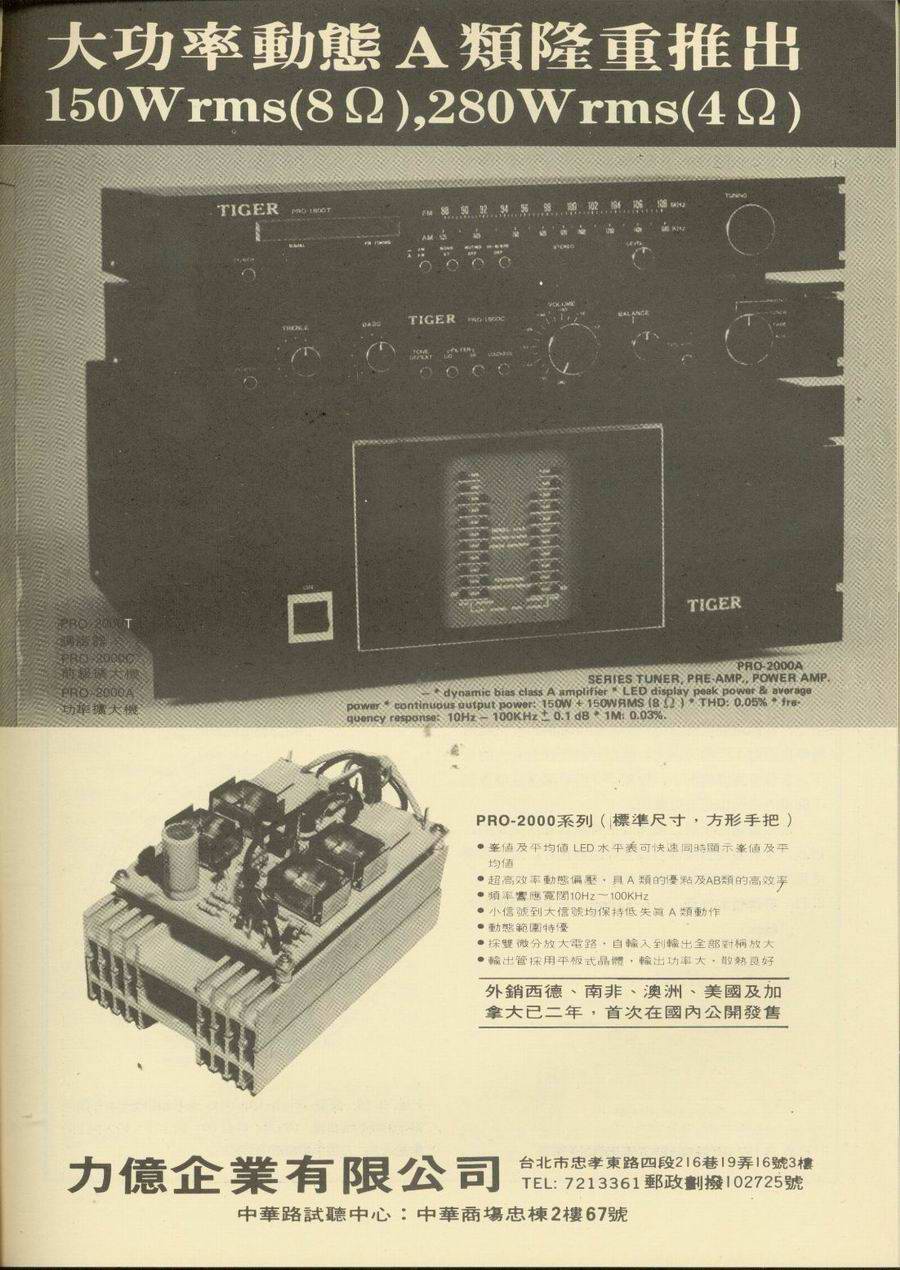 大功率動態A類隆重推出
150Wrms(8Ω),280Wrms(4Ω)
TIGER PRO-1800T
FM 88 90 92 94 96 98 100 102 104 106 108 MHz
TUNING
AM
KHz
STEREO
LEVEL
VOLUME
TREBLE
BASS
TIGER PRO-1800C
BALANCE
TONE
DEFEAT
FILTER
LOUDNESS
ON
TIGER
PRO-2000T
調諧器
PRO-2000C
前級擴大機
PRO-2000A
功率擴大機
PRO-2000A
SERIES TUNER, PRE-AMP., POWER AMP.
— * dynamic bias class A amplifier * LED display peak power & average
power * continuous output power: 150W + 150WRMS (8 Ω ) * THD: 0.05% * fre-
quency response: 10Hz – 100KHz ± 0.1 dB * 1M: 0.03%.
PRO-2000系列(標準尺寸,方形手把)
● 峯值及平均值 LED 水平表可快速同時顯示峯值及平
均值
● 超高效率動態偏壓,具A類的優點及AB類的高效率
● 頻率響應寬闊10Hz~100KHz
● 小信號到大信號均保持低失眞 A 類動作
● 動態範圍特優
● 採雙微分放大電路,自輸入到輸出全部對稱放大
● 輸出管採用平板式晶體,輸出功率大,散熱良好
外銷西德、南非、澳洲、美國及加
拿大已二年,首次在國內公開發售
力億企業有限公司
台北市忠孝東路四段216巷19弄16號3樓
TEL: 7213361 郵政劃撥102725號
中華路試聽中心:中華商場忠棟2樓67號